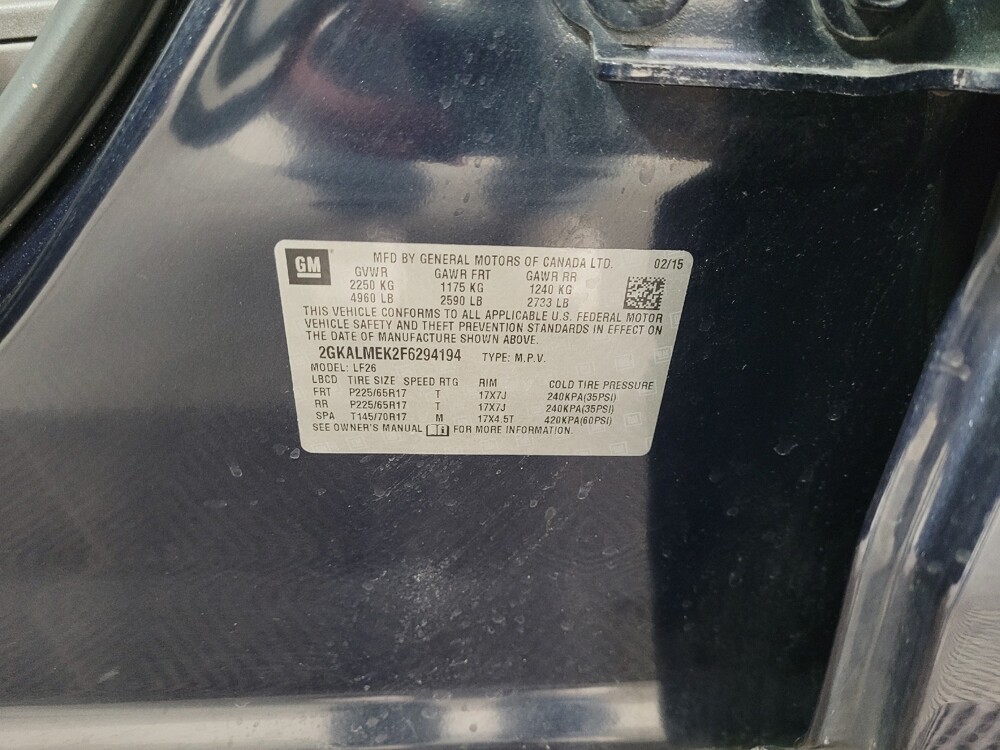 GM
MFD BY GENERAL MOTORS OF CANADA LTD. 02/15
GVWR GAWR FRT GAWR RR
2250 KG 1175 KG 1240 KG
4960 LB 2590 LB 2733 LB
THIS VEHICLE CONFORMS TO ALL APPLICABLE U.S. FEDERAL MOTOR
VEHICLE SAFETY AND THEFT PREVENTION STANDARDS IN EFFECT ON
THE DATE OF MANUFACTURE SHOWN ABOVE.
2GKALMEK2F6294194 TYPE: M.P.V.
MODEL: LF26
LBCD TIRE SIZE SPEED RTG RIM COLD TIRE PRESSURE
FRT P225/65R17 T 17X7J 240KPA(35PSI)
RR P225/65R17 T 17X7J 240KPA(35PSI)
SPA T145/70R17 M 17X4.5T 420KPA(60PSI)
SEE OWNER'S MANUAL FOR MORE INFORMATION.